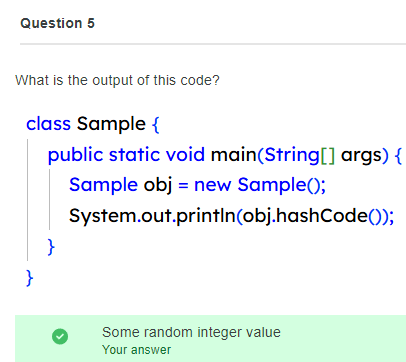 Question 5
What is the output of this code?
class Sample {
public static void main(String[] args) {
Sample obj = new Sample();
System.out.println(obj.hashCode());
}
}
Some random integer value
Your answer